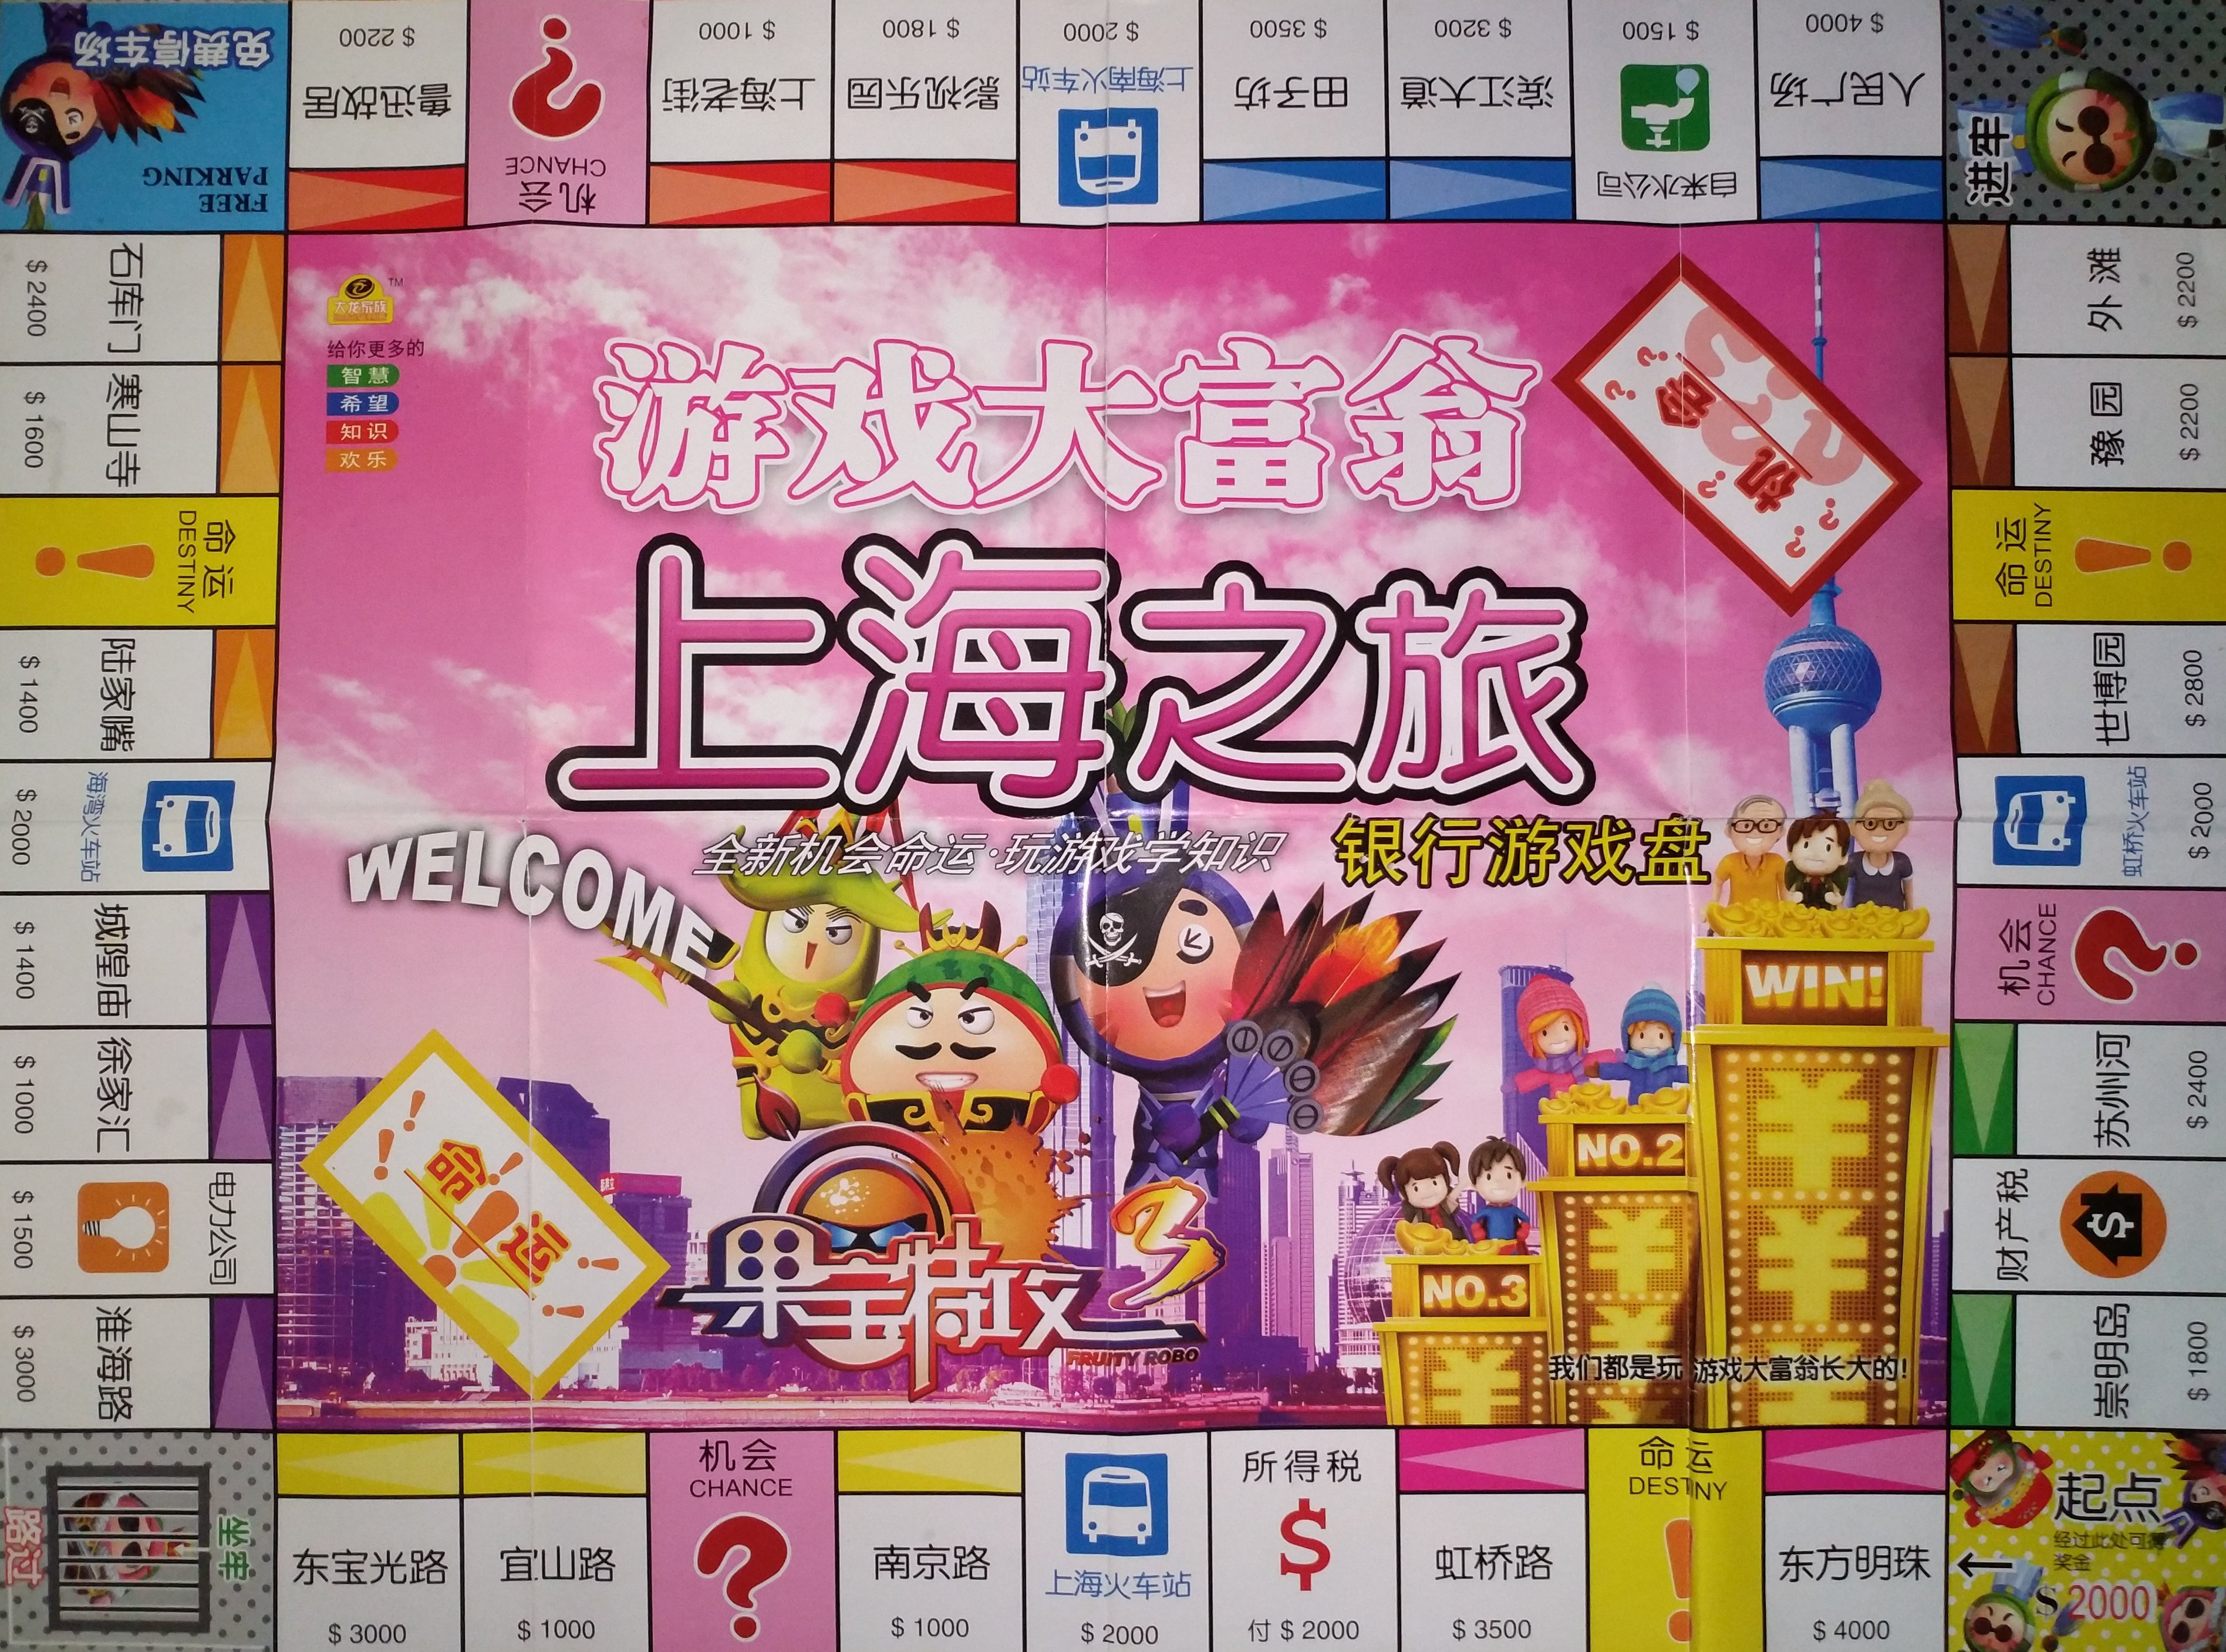 免费停车场
FREE
PARKING
鲁迅故居
$ 2200
机会
CHANCE
上海老街
$ 1000
影视乐园
$ 1800
上海南火车站
$ 2000
田子坊
$ 3500
滨江大道
$ 3200
自来水公司
$ 1500
人民广场
$ 4000
进牢
外滩
$ 2200
豫园
$ 2200
命运
DESTINY
世博园
$ 2800
虹桥火车站
$ 2000
机会
CHANCE
苏州河
$ 2400
财产税
$
崇明岛
$ 1800
石库门
$ 2400
寒山寺
$ 1600
命运
DESTINY
陆家嘴
$ 1400
海湾火车站
$ 2000
城隍庙
$ 1400
徐家汇
$ 1000
电力公司
$ 1500
淮海路
$ 3000
TM
给你更多的
智慧
希望
知识
欢乐
游戏大富翁
机会
上海之旅
WELCOME
全新机会命运·玩游戏学知识
银行游戏盘
WIN!
NO.2
NO.3
命运
果宝特攻3
FRUITY ROBO
我们都是玩游戏大富翁长大的!
坐牢
路过
东宝光路
$ 3000
宜山路
$ 1000
机会
CHANCE
南京路
$ 1000
上海火车站
$ 2000
所得税
$
付 $ 2000
虹桥路
$ 3500
命运
DESTINY
东方明珠
$ 4000
起点
经过此处可得
奖金
$ 2000